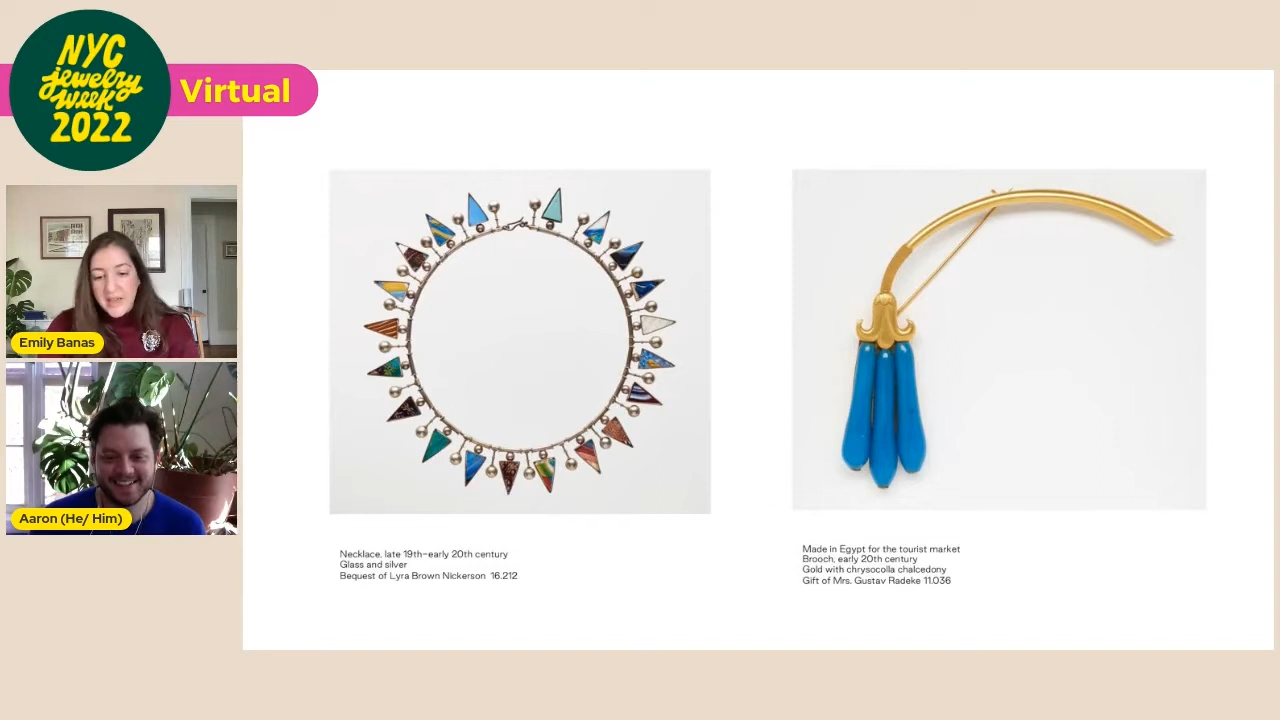 NYC
jewelry
week
2022
Virtual
Emily Banas
Aaron (He/ Him)
Necklace, late 19th–early 20th century
Glass and silver
Bequest of Lyra Brown Nickerson 16.212
Made in Egypt for the tourist market
Brooch, early 20th century
Gold with chrysocolla chalcedony
Gift of Mrs. Gustav Radeke 11.036